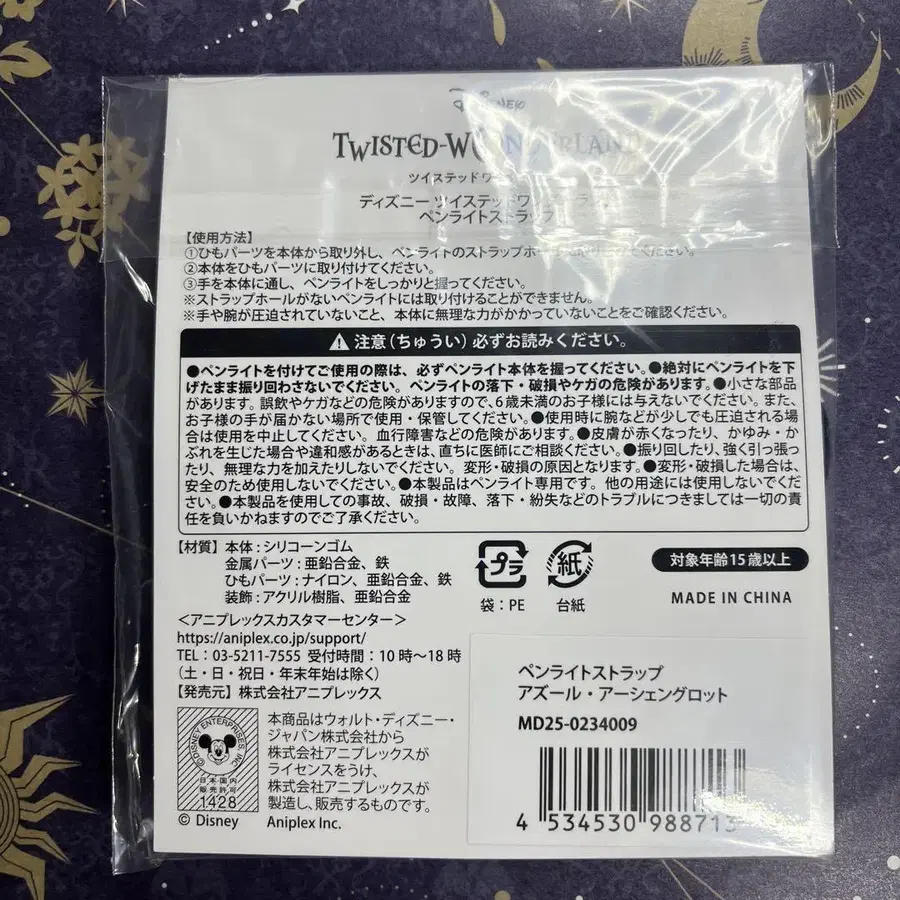 Disney
TWISTED-WONDERLAND
ツイステッドワ
ディズニー ツイステッドワンダーランド
ペンライトストラップ
【使用方法】
①ひもパーツを本体から取り外し、ペンライトのストラップホールに
②本体をひもパーツに取り付けてください。
③手を本体に通し、ペンライトをしっかりと握ってください。
※ストラップホールがないペンライトには取り付けることができません。
※手や腕が圧迫されていないこと、本体に無理な力がかかっていないことをご確認ください。
注意（ちゅうい）必ずお読みください。
●ペンライトを付けてご使用の際は、必ずペンライト本体を握ってください。●絶対にペンライトを下
げたまま振り回わさないでください。ペンライトの落下・破損やケガの危険があります。●小さな部品
があります。誤飲やケガなどの危険がありますので、6歳未満のお子様には与えないでください。また、
お子様の手が届かない場所で使用・保管してください。●使用時に腕などが少しでも圧迫される場
合は使用を中止してください。血行障害などの危険があります。●皮膚が赤くなったり、かゆみ・か
ぶれを生じた場合や違和感があるときは、直ちに医師にご相談ください。●振り回したり、強く引っ張っ
たり、無理な力を加えたりしないでください。変形・破損の原因となります。●変形・破損した場合は、
安全のため使用しないでください。●本製品はペンライト専用です。他の用途には使用しないでくだ
さい。●本製品を使用しての事故、破損・故障、落下・紛失などのトラブルにつきましては一切の責
任を負いかねますのでご了承ください。
【材質】本体：シリコーンゴム
金属パーツ：亜鉛合金、鉄
ひもパーツ：ナイロン、亜鉛合金、鉄
装飾：アクリル樹脂、亜鉛合金
プラ
袋：PE
紙
台紙
対象年齢15歳以上
MADE IN CHINA
＜アニプレックスカスタマーセンター＞
https://aniplex.co.jp/support/
TEL：03-5211-7555 受付時間：10時〜18時
（土・日・祝日・年末年始は除く）
【発売元】株式会社アニプレックス
© DISNEY ENTERPRISES, INC.
日本国内
販売許可
1428
本商品はウォルト・ディズニー・
ジャパン株式会社から
株式会社アニプレックスが
ライセンスをうけ、
株式会社アニプレックスが
製造し、販売するものです。
© Disney Aniplex Inc.
ペンライトストラップ
アズール・アーシェングロット
MD25-0234009
4 534530 988713